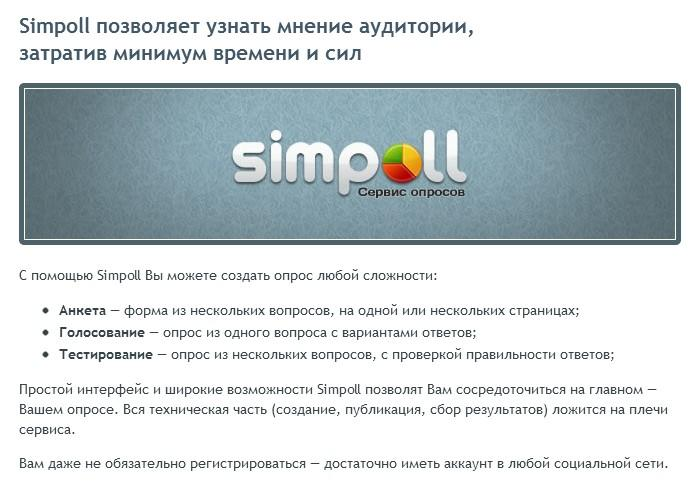 Simpoll позволяет узнать мнение аудитории,
затратив минимум времени и сил
simpoll
Сервис опросов
С помощью Simpoll Вы можете создать опрос любой сложности:
• Анкета — форма из нескольких вопросов, на одной или нескольких страницах;
• Голосование — опрос из одного вопроса с вариантами ответов;
• Тестирование — опрос из нескольких вопросов, с проверкой правильности ответов;
Простой интерфейс и широкие возможности Simpoll позволят Вам сосредоточиться на главном —
Вашем опросе. Вся техническая часть (создание, публикация, сбор результатов) ложится на плечи
сервиса.
Вам даже не обязательно регистрироваться — достаточно иметь аккаунт в любой социальной сети.